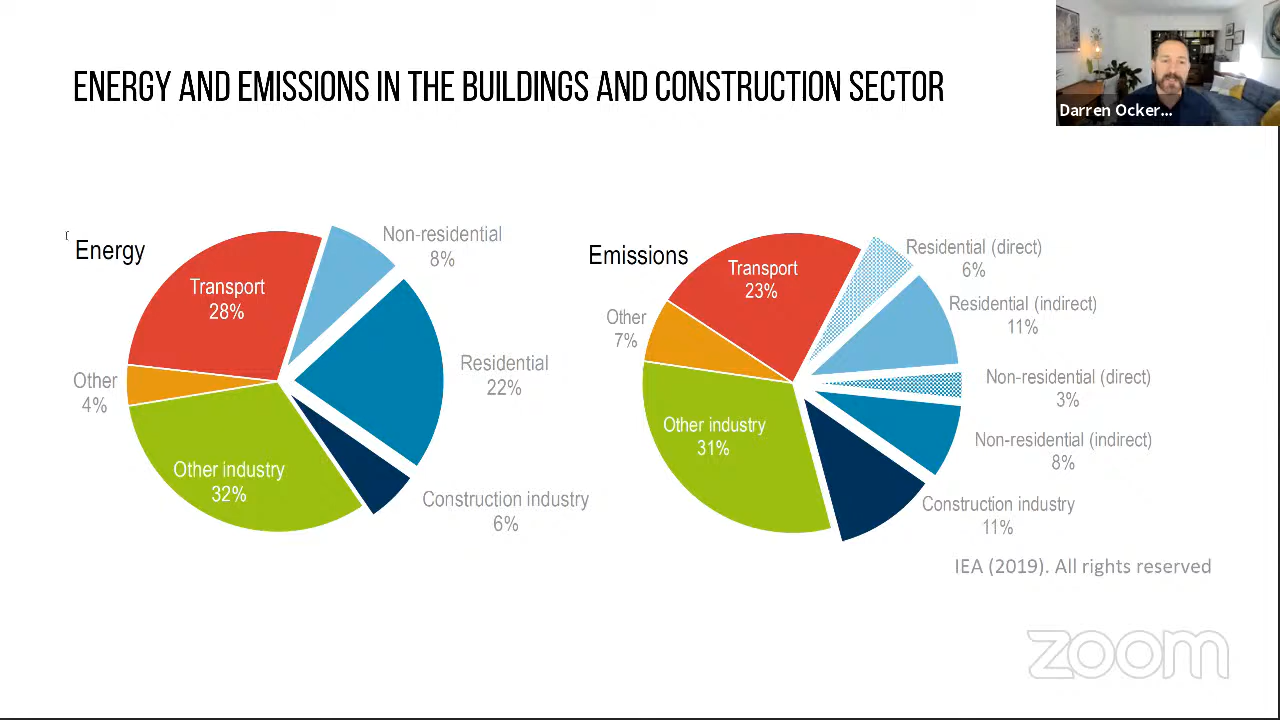 ENERGY AND EMISSIONS IN THE BUILDINGS AND CONSTRUCTION SECTOR
Darren Ocker...
Energy
Non-residential
8%
Transport
28%
Residential
22%
Other
4%
Other industry
32%
Construction industry
6%
Emissions
Residential (direct)
6%
Transport
23%
Residential (indirect)
11%
Other
7%
Non-residential (direct)
3%
Other industry
31%
Non-residential (indirect)
8%
Construction industry
11%
IEA (2019). All rights reserved
zoom